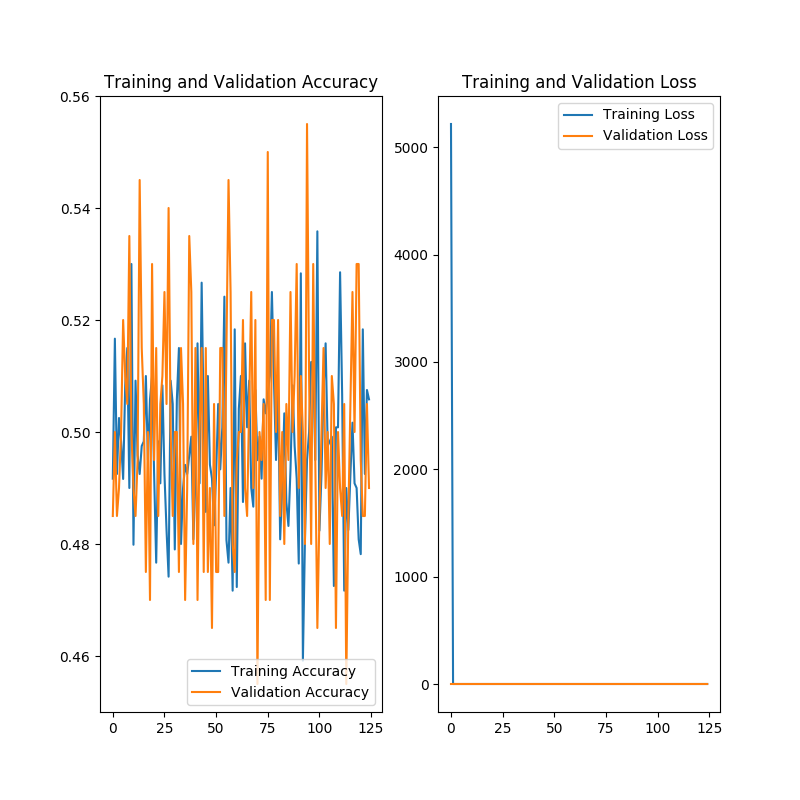 Training and Validation Accuracy
0.56
0.54
0.52
0.50
0.48
0.46
Training Accuracy
Validation Accuracy
0 25 50 75 100 125
Training and Validation Loss
Training Loss
Validation Loss
5000
4000
3000
2000
1000
0
0 25 50 75 100 125